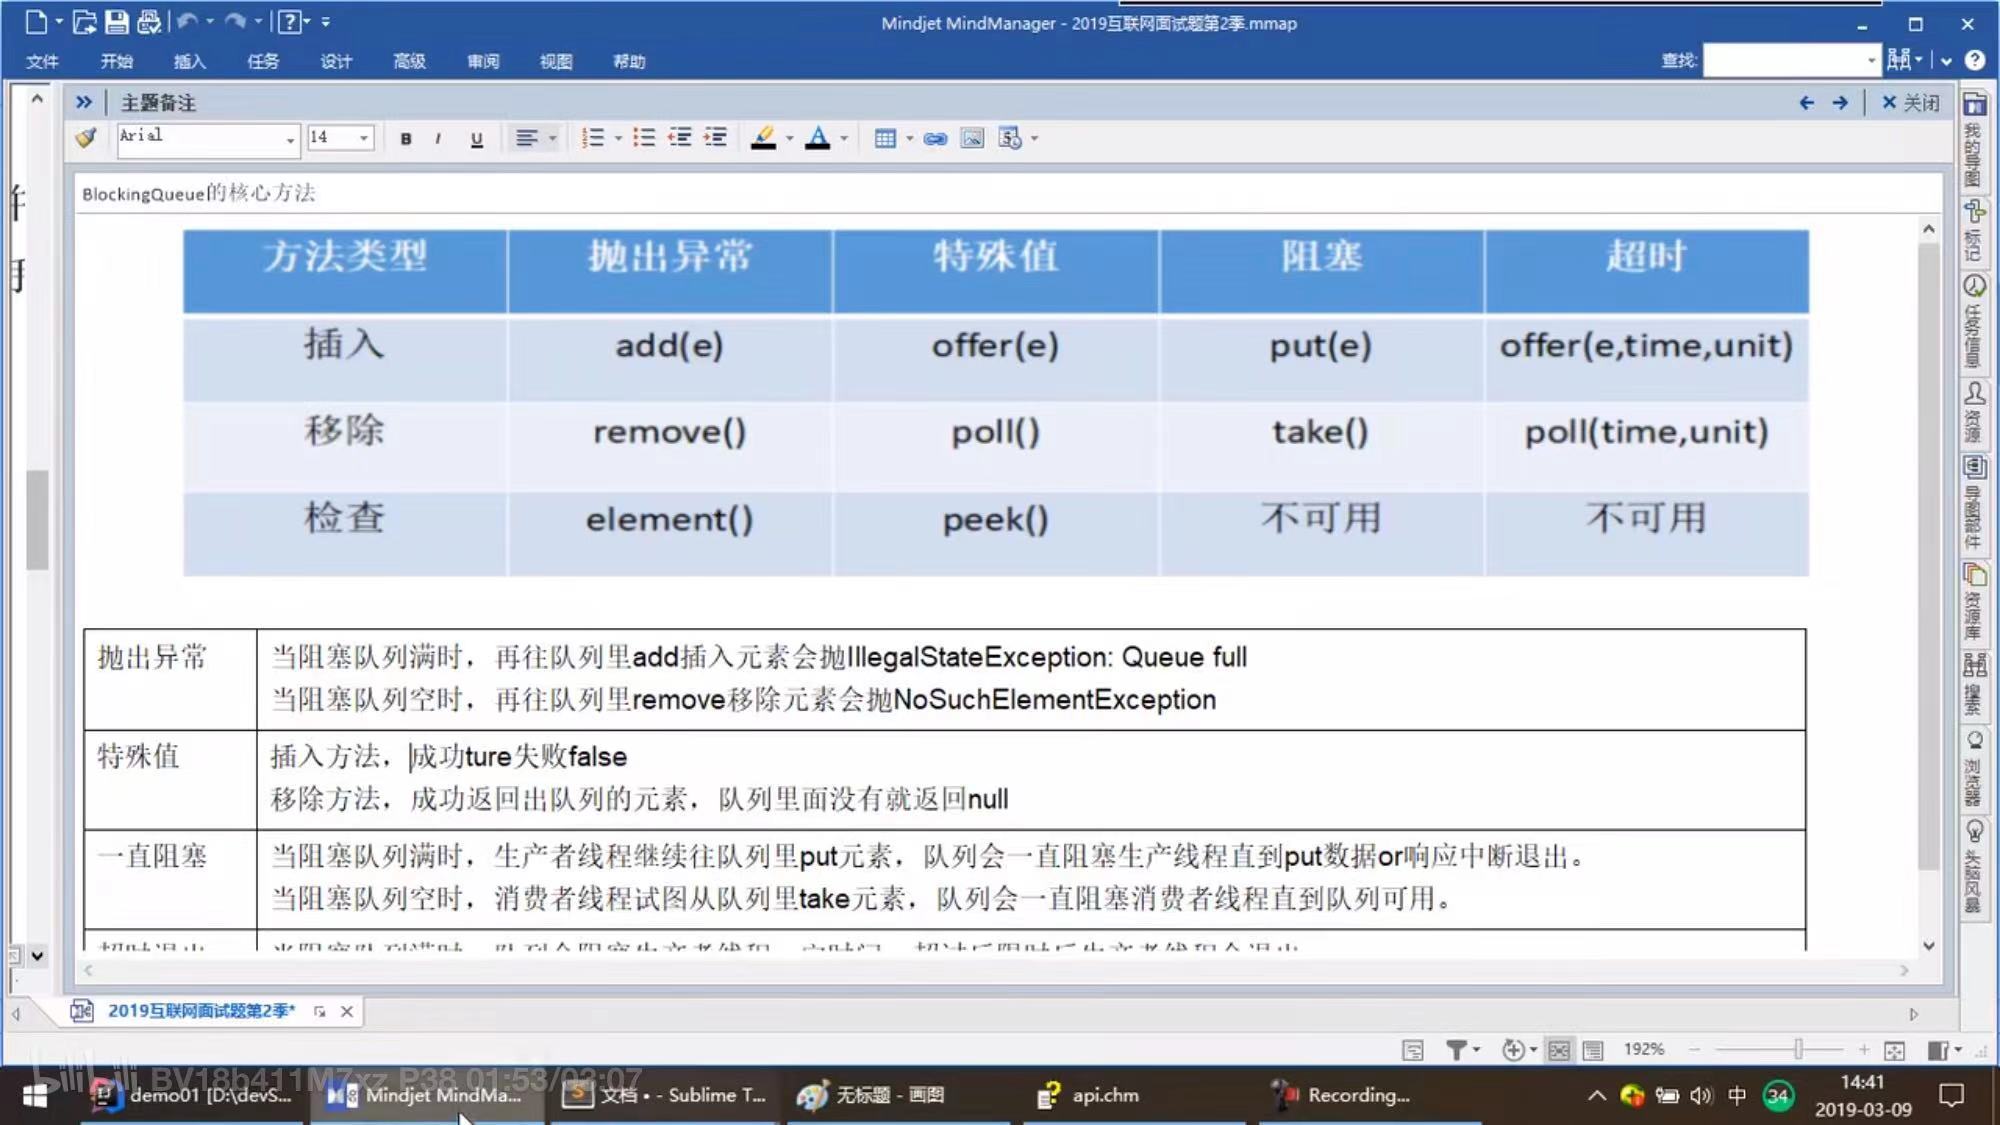 Mindjet MindManager - 2019互联网面试题第2季.mmap
文件 开始 插入 任务 设计 高级 审阅 视图 帮助
查找:
主题备注
关闭
Arial 14 B I U
BlockingQueue的核心方法
方法类型 抛出异常 特殊值 阻塞 超时
插入 add(e) offer(e) put(e) offer(e,time,unit)
移除 remove() poll() take() poll(time,unit)
检查 element() peek() 不可用 不可用
抛出异常
当阻塞队列满时，再往队列里add插入元素会抛IllegalStateException: Queue full
当阻塞队列空时，再往队列里remove移除元素会抛NoSuchElementException
特殊值
插入方法，成功ture失败false
移除方法，成功返回出队列的元素，队列里面没有就返回null
一直阻塞
当阻塞队列满时，生产者线程继续往队列里put元素，队列会一直阻塞生产线程直到put数据or响应中断退出。
当阻塞队列空时，消费者线程试图从队列里take元素，队列会一直阻塞消费者线程直到队列可用。
我的导图
标记
任务信息
资源
导图部件
资源库
搜索
浏览器
头脑风暴
2019互联网面试题第2季*
192%
bilibili BV18b411M7xz P38 01:53/03:07
demo01 [D:\devS...
Mindjet MindMa...
文档 • - Sublime T...
无标题 - 画图
api.chm
Recording...
中
34
14:41
2019-03-09